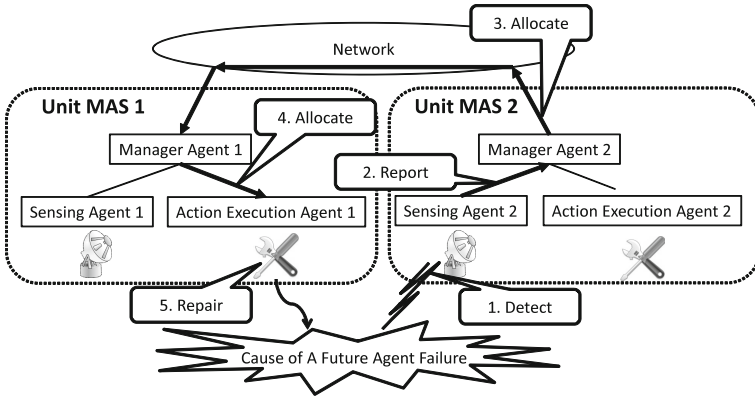 3. Allocate
Network
Unit MAS 1
Unit MAS 2
4. Allocate
Manager Agent 1
Manager Agent 2
2. Report
Sensing Agent 1
Action Execution Agent 1
Sensing Agent 2
Action Execution Agent 2
5. Repair
1. Detect
Cause of A Future Agent Failure